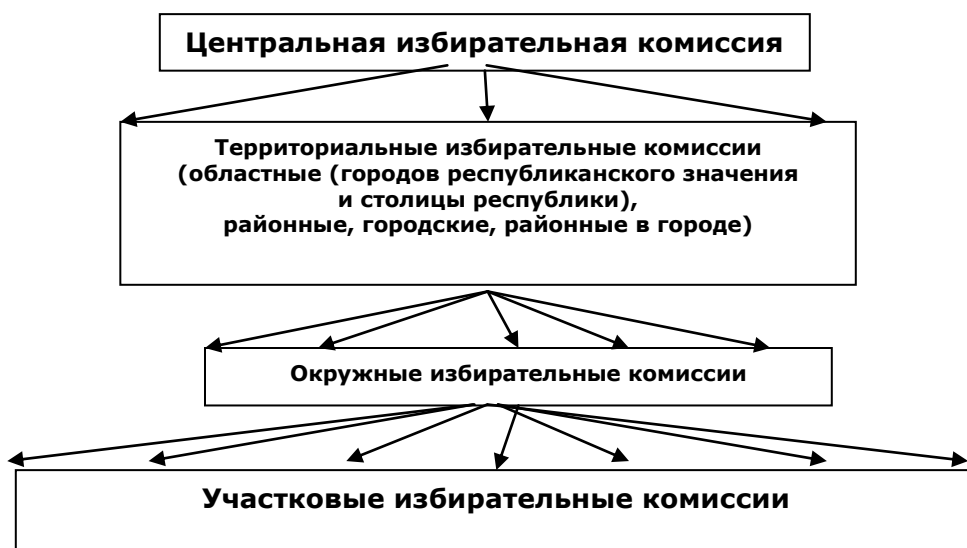 Центральная избирательная комиссия
Территориальные избирательные комиссии
(областные (городов республиканского значения
и столицы республики),
районные, городские, районные в городе)
Окружные избирательные комиссии
Участковые избирательные комиссии